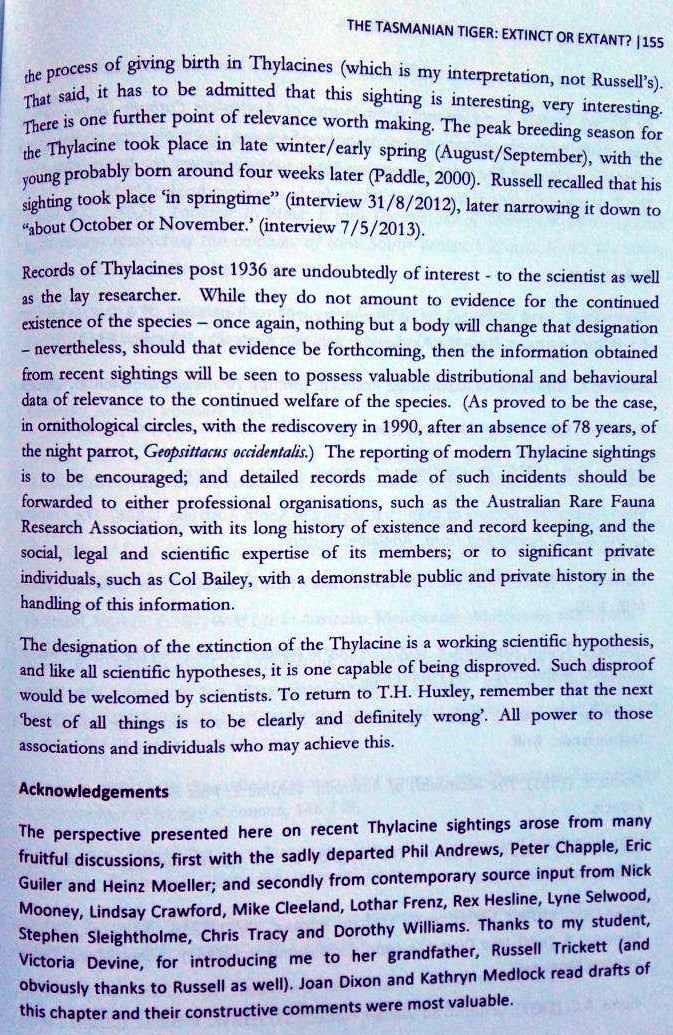 THE TASMANIAN TIGER: EXTINCT OR EXTANT? |155
the process of giving birth in Thylacines (which is my interpretation, not Russell's).
That said, it has to be admitted that this sighting is interesting, very interesting.
There is one further point of relevance worth making. The peak breeding season for
the Thylacine took place in late winter/early spring (August/September), with the
young probably born around four weeks later (Paddle, 2000). Russell recalled that his
sighting took place 'in springtime" (interview 31/8/2012), later narrowing it down to
"about October or November.' (interview 7/5/2013).
Records of Thylacines post 1936 are undoubtedly of interest - to the scientist as well
as the lay researcher. While they do not amount to evidence for the continued
existence of the species – once again, nothing but a body will change that designation
– nevertheless, should that evidence be forthcoming, then the information obtained
from recent sightings will be seen to possess valuable distributional and behavioural
data of relevance to the continued welfare of the species. (As proved to be the case,
in ornithological circles, with the rediscovery in 1990, after an absence of 78 years, of
the night parrot, Geopsittacus occidentalis.) The reporting of modern Thylacine sightings
is to be encouraged; and detailed records made of such incidents should be
forwarded to either professional organisations, such as the Australian Rare Fauna
Research Association, with its long history of existence and record keeping, and the
social, legal and scientific expertise of its members; or to significant private
individuals, such as Col Bailey, with a demonstrable public and private history in the
handling of this information.
The designation of the extinction of the Thylacine is a working scientific hypothesis,
and like all scientific hypotheses, it is one capable of being disproved. Such disproof
would be welcomed by scientists. To return to T.H. Huxley, remember that the next
'best of all things is to be clearly and definitely wrong'. All power to those
associations and individuals who may achieve this.
Acknowledgements
The perspective presented here on recent Thylacine sightings arose from many
fruitful discussions, first with the sadly departed Phil Andrews, Peter Chapple, Eric
Guiler and Heinz Moeller; and secondly from contemporary source input from Nick
Mooney, Lindsay Crawford, Mike Cleeland, Lothar Frenz, Rex Hesline, Lyne Selwood,
Stephen Sleightholme, Chris Tracy and Dorothy Williams. Thanks to my student,
Victoria Devine, for introducing me to her grandfather, Russell Trickett (and
obviously thanks to Russell as well). Joan Dixon and Kathryn Medlock read drafts of
this chapter and their constructive comments were most valuable.